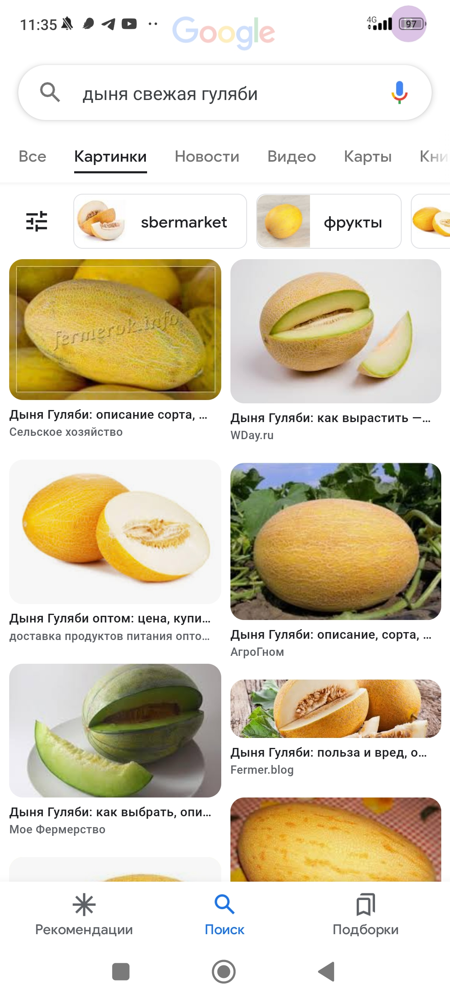 11:35
4G
97
Google
дыня свежая гуляби
Все Картинки Новости Видео Карты Кни
sbermarket фрукты
fermerok.info
Дыня Гуляби: описание сорта, ...
Сельское хозяйство
Дыня Гуляби: как вырастить —...
WDay.ru
Дыня Гуляби оптом: цена, купи...
доставка продуктов питания опто...
Дыня Гуляби: описание, сорта, ...
АгроГном
Дыня Гуляби: польза и вред, о...
Fermer.blog
Дыня Гуляби: как выбрать, опи...
Мое Фермерство
Рекомендации Поиск Подборки